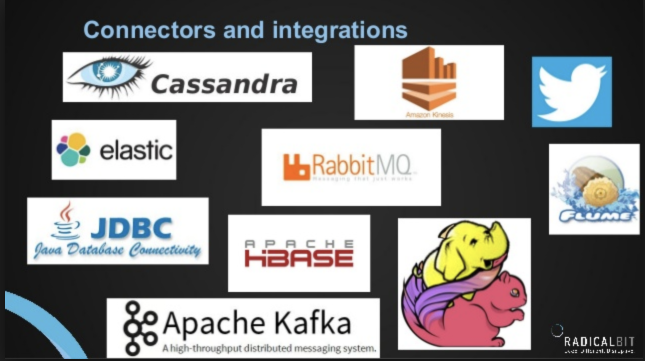 Connectors and integrations
Cassandra
Amazon Kinesis
elastic
RabbitMQ
Messaging that just works
FLUME
JDBC
Java Database Connectivity
APACHE
HBASE
Apache Kafka
A high-throughput distributed messaging system.
RADICALBIT